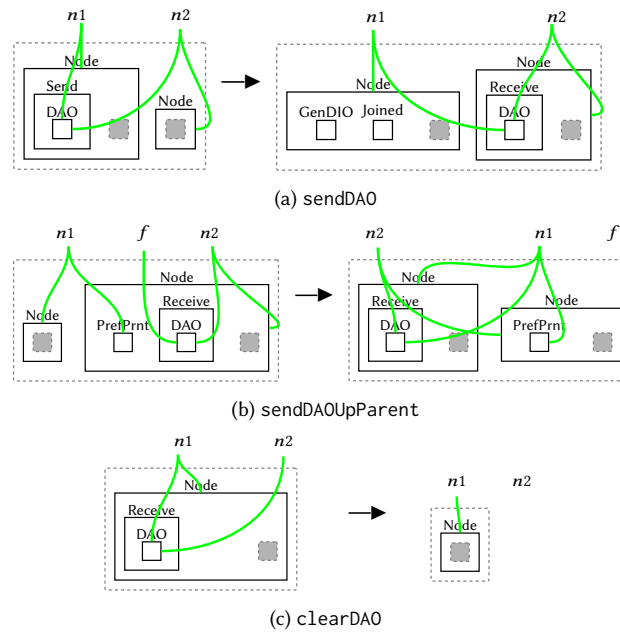 n1 n2 n1 n2
Node Node
Send Node Node Receive
DAO GenDIO Joined DAO
(a) sendDAO
n1 f n2 n2 n1 f
Node Node
Node Receive Receive Node
PrefPrnt DAO DAO PrefPrnt
(b) sendDAOUpParent
n1 n2
n1 n2
Node
Receive Node
DAO
(c) clearDAO